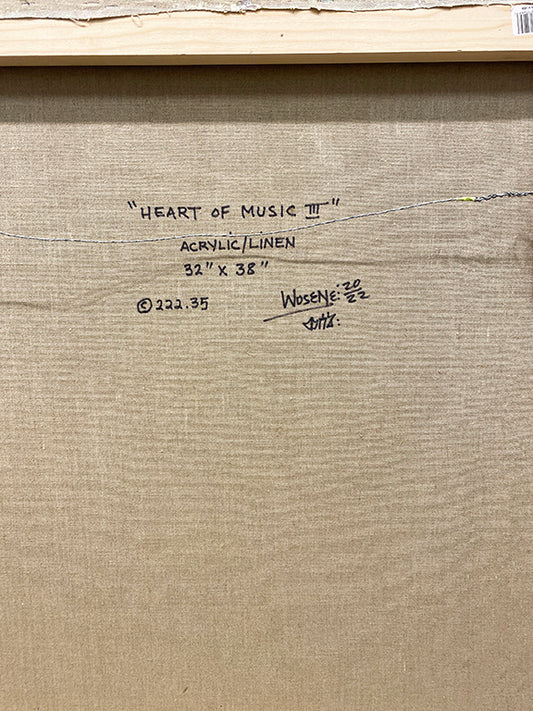 "HEART OF MUSIC III"
ACRYLIC/LINEN
32" X 38"
© 222.35
WOSENE: 20/22